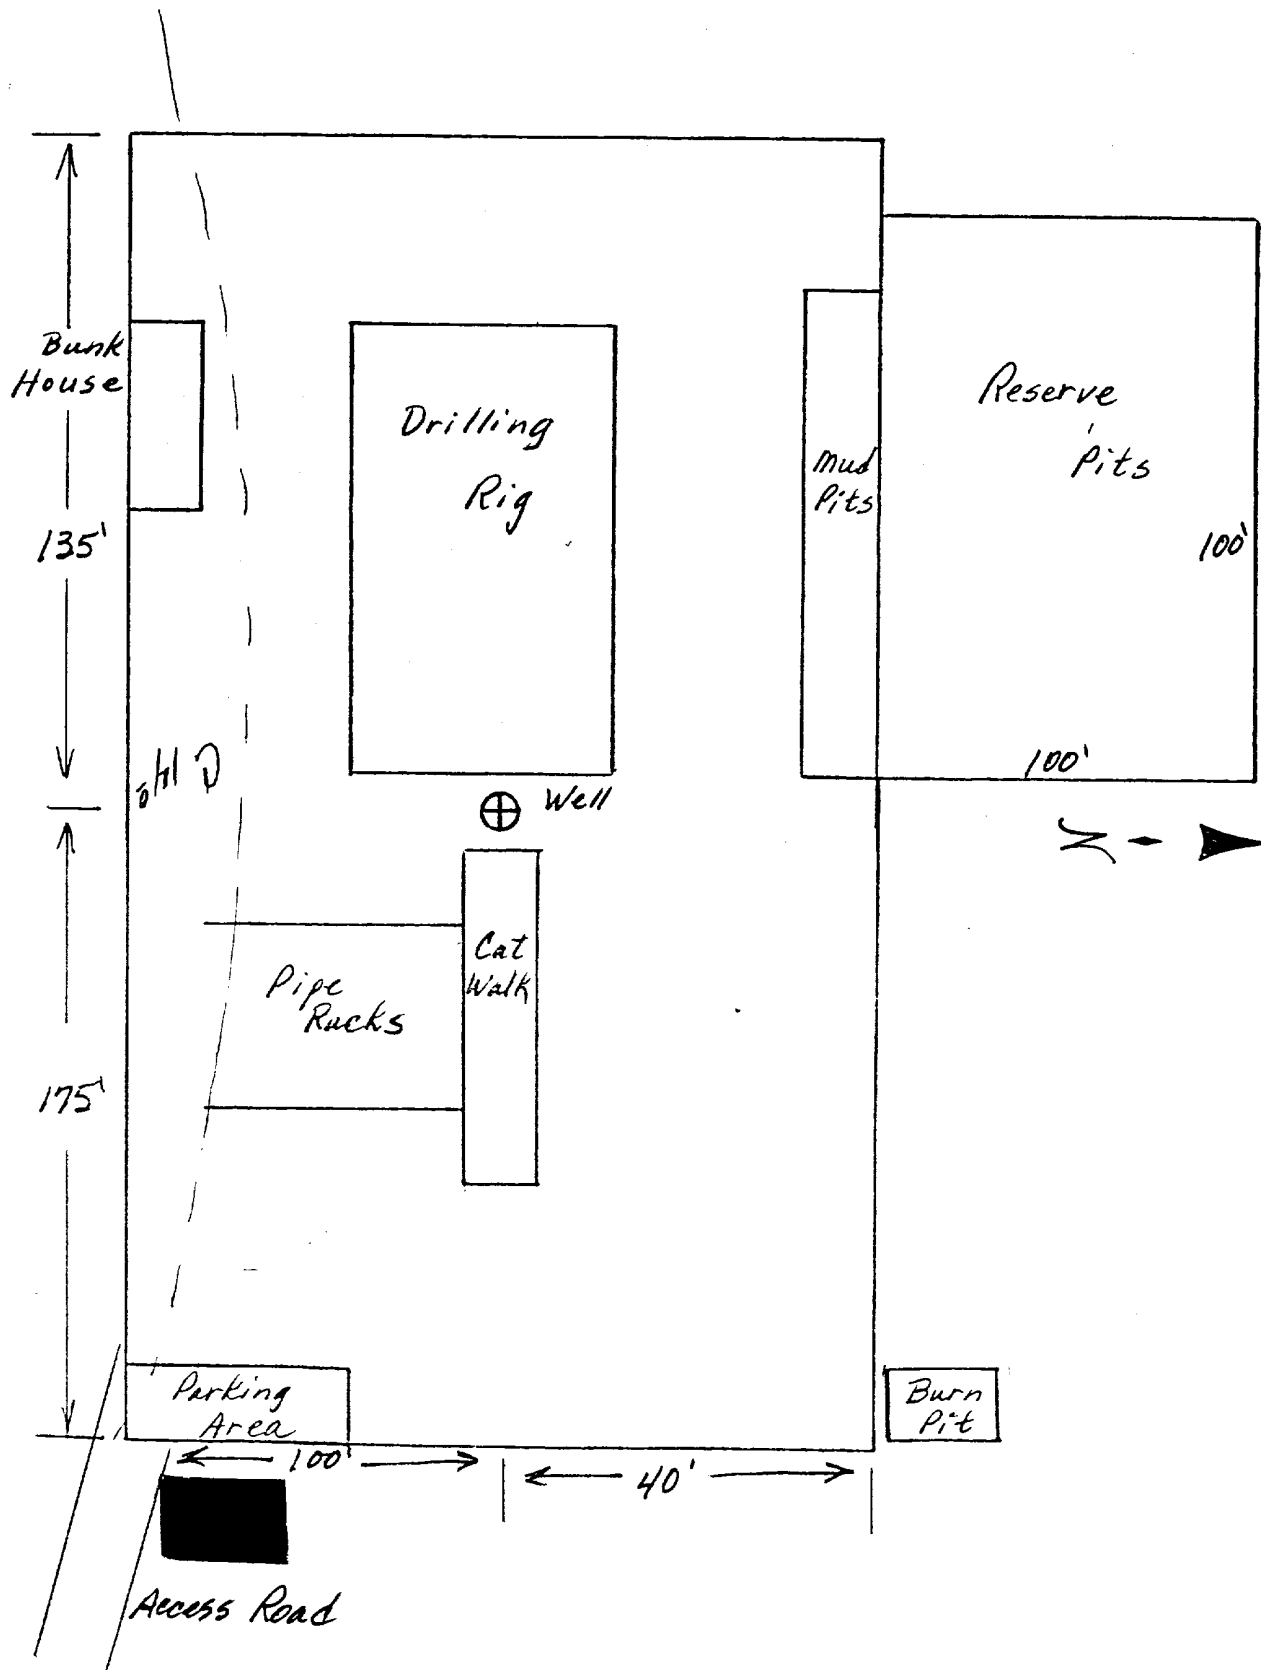 Bunk
House
Drilling
Rig
Mud
Pits
Reserve
Pits
135'
100'
100'
Well
N
Cat
Walk
Pipe
Racks
175'
Parking
Area
Burn
Pit
100'
40'
Access Road